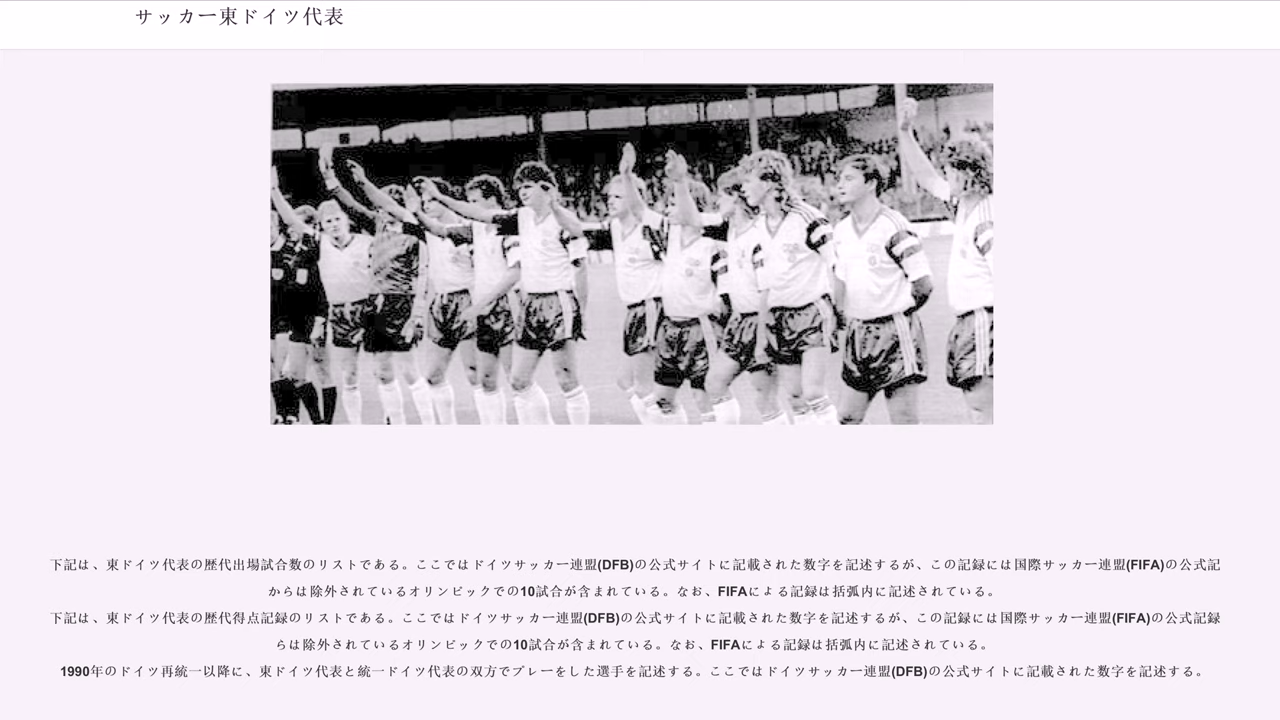 サッカー東ドイツ代表
下記は、東ドイツ代表の歴代出場試合数のリストである。ここではドイツサッカー連盟(DFB)の公式サイトに記載された数字を記述するが、この記録には国際サッカー連盟(FIFA)の公式記
からは除外されているオリンピックでの10試合が含まれている。なお、FIFAによる記録は括弧内に記述されている。
下記は、東ドイツ代表の歴代得点記録のリストである。ここではドイツサッカー連盟(DFB)の公式サイトに記載された数字を記述するが、この記録には国際サッカー連盟(FIFA)の公式記録
らは除外されているオリンピックでの10試合が含まれている。なお、FIFAによる記録は括弧内に記述されている。
1990年のドイツ再統一以降に、東ドイツ代表と統一ドイツ代表の双方でプレーをした選手を記述する。ここではドイツサッカー連盟(DFB)の公式サイトに記載された数字を記述する。